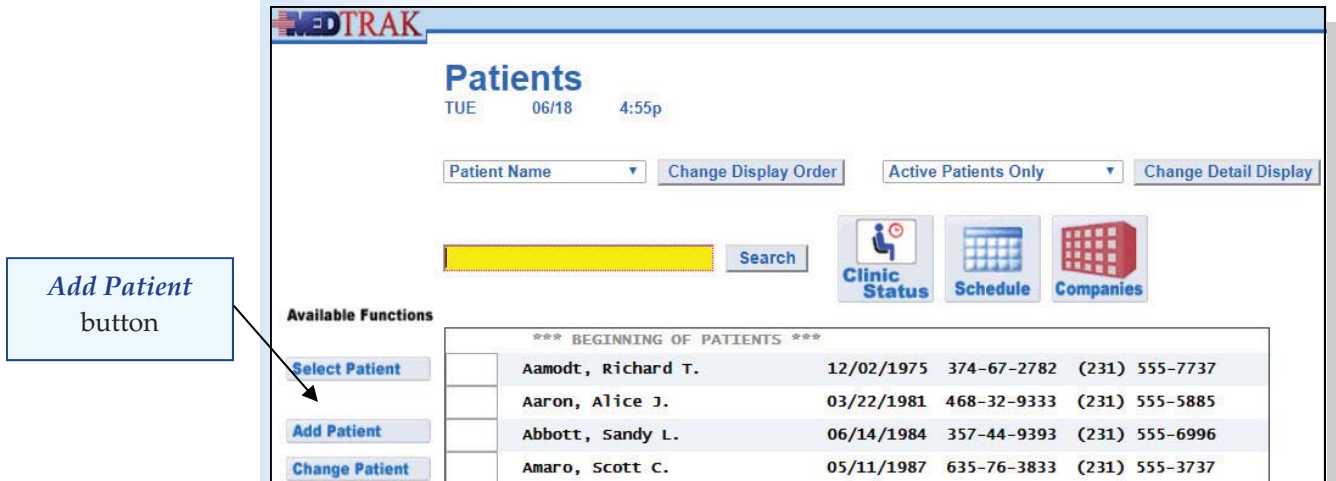 MEDTRAK
Patients
TUE 06/18 4:55p
Patient Name Change Display Order Active Patients Only Change Detail Display
Search
Clinic
Status
Schedule
Companies
Add Patient
button
Available Functions
*** BEGINNING OF PATIENTS ***
Select Patient
Aamodt, Richard T. 12/02/1975 374-67-2782 (231) 555-7737
Aaron, Alice J. 03/22/1981 468-32-9333 (231) 555-5885
Add Patient
Abbott, Sandy L. 06/14/1984 357-44-9393 (231) 555-6996
Change Patient
Amaro, Scott C. 05/11/1987 635-76-3833 (231) 555-3737